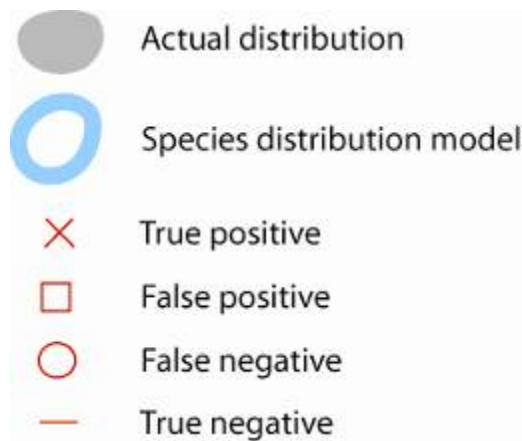 Actual distribution
Species distribution model
True positive
False positive
False negative
True negative